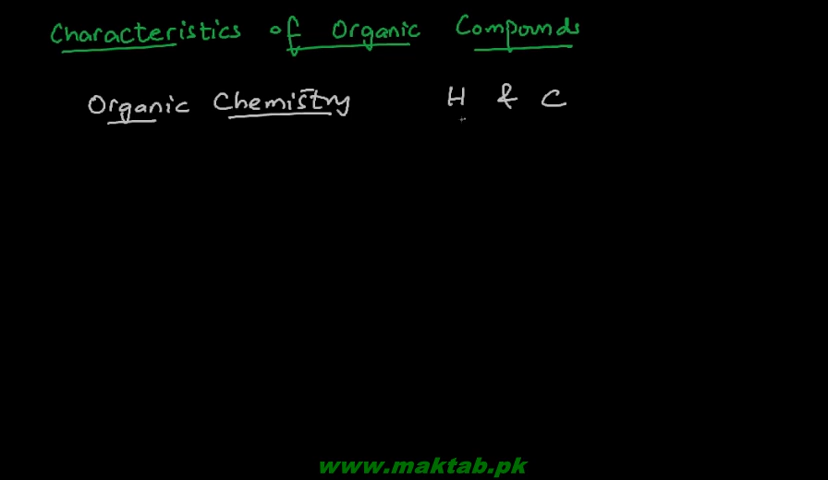 Characteristics of Organic Compounds
Organic Chemistry H & C
www.maktab.pk